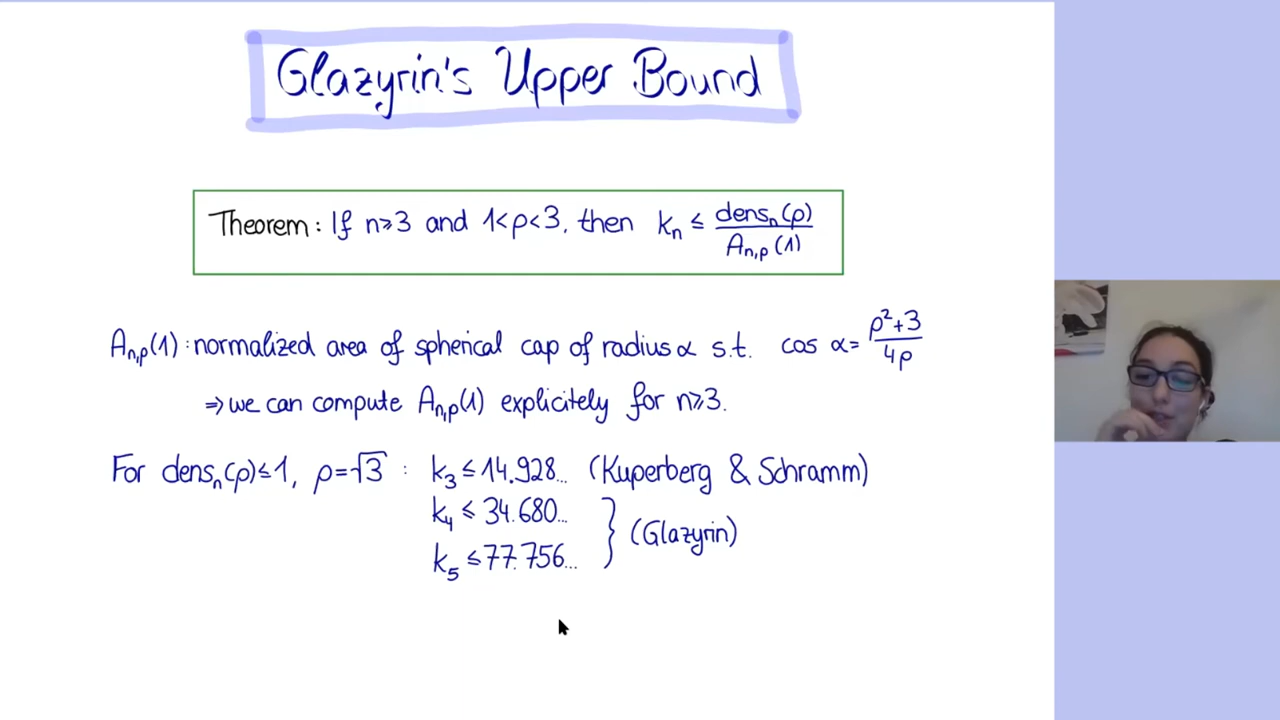 Glazyrin's Upper Bound
Theorem: If n≥3 and 1<ρ<3, then kₙ ≤ densₙ(ρ) / Aₙ,ρ(1)
Aₙ,ρ(1): normalized area of spherical cap of radius α s.t. cos α = (ρ²+3) / 4ρ
⇒ we can compute Aₙ,ρ(1) explicitely for n≥3.
For densₙ(ρ)≤1, ρ=√3 : k₃ ≤ 14.928... (Kuperberg & Schramm)
k₄ ≤ 34.680...
(Glazyrin)
k₅ ≤ 77.756...